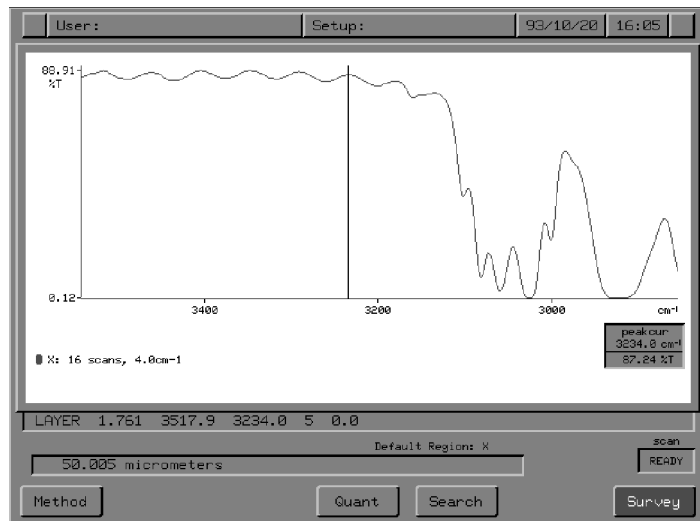 User: Setup: 93/10/20 16:05
88.91
%T
0.12
3400 3200 3000 cm-1
peakcur
3234.0 cm-1
87.24 %T
X: 16 scans, 4.0cm-1
LAYER 1.761 3517.9 3234.0 5 0.0
Default Region: X
scan
50.005 micrometers
READY
Method Quant Search Survey